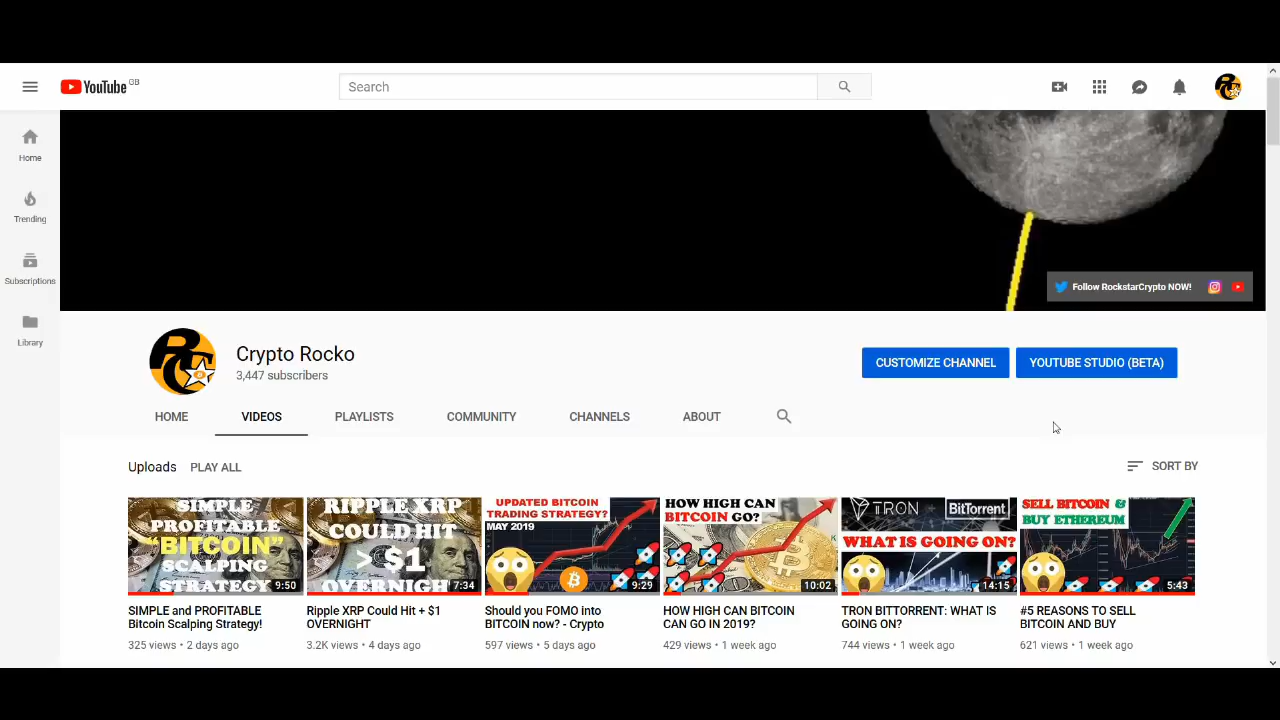 YouTube GB
Search
Home
Trending
Subscriptions
Library
Follow RockstarCrypto NOW!
Crypto Rocko
3,447 subscribers
CUSTOMIZE CHANNEL
YOUTUBE STUDIO (BETA)
HOME
VIDEOS
PLAYLISTS
COMMUNITY
CHANNELS
ABOUT
Uploads
PLAY ALL
SORT BY
SIMPLE
PROFITABLE
"BITCOIN"
SCALPING
STRATEGY
9:50
SIMPLE and PROFITABLE
Bitcoin Scalping Strategy!
325 views • 2 days ago
RIPPLE XRP
COULD HIT
> $1
OVERNIGH
7:34
Ripple XRP Could Hit + $1
OVERNIGHT
3.2K views • 4 days ago
UPDATED BITCOIN
TRADING STRATEGY?
MAY 2019
9:29
Should you FOMO into
BITCOIN now? - Crypto
597 views • 5 days ago
HOW HIGH CAN
BITCOIN GO?
10:02
HOW HIGH CAN BITCOIN
CAN GO IN 2019?
429 views • 1 week ago
TRON
BitTorrent
WHAT IS GOING ON?
14:15
TRON BITTORRENT: WHAT IS
GOING ON?
744 views • 1 week ago
SELL BITCOIN &
BUY ETHEREUM
5:43
#5 REASONS TO SELL
BITCOIN AND BUY
621 views • 1 week ago